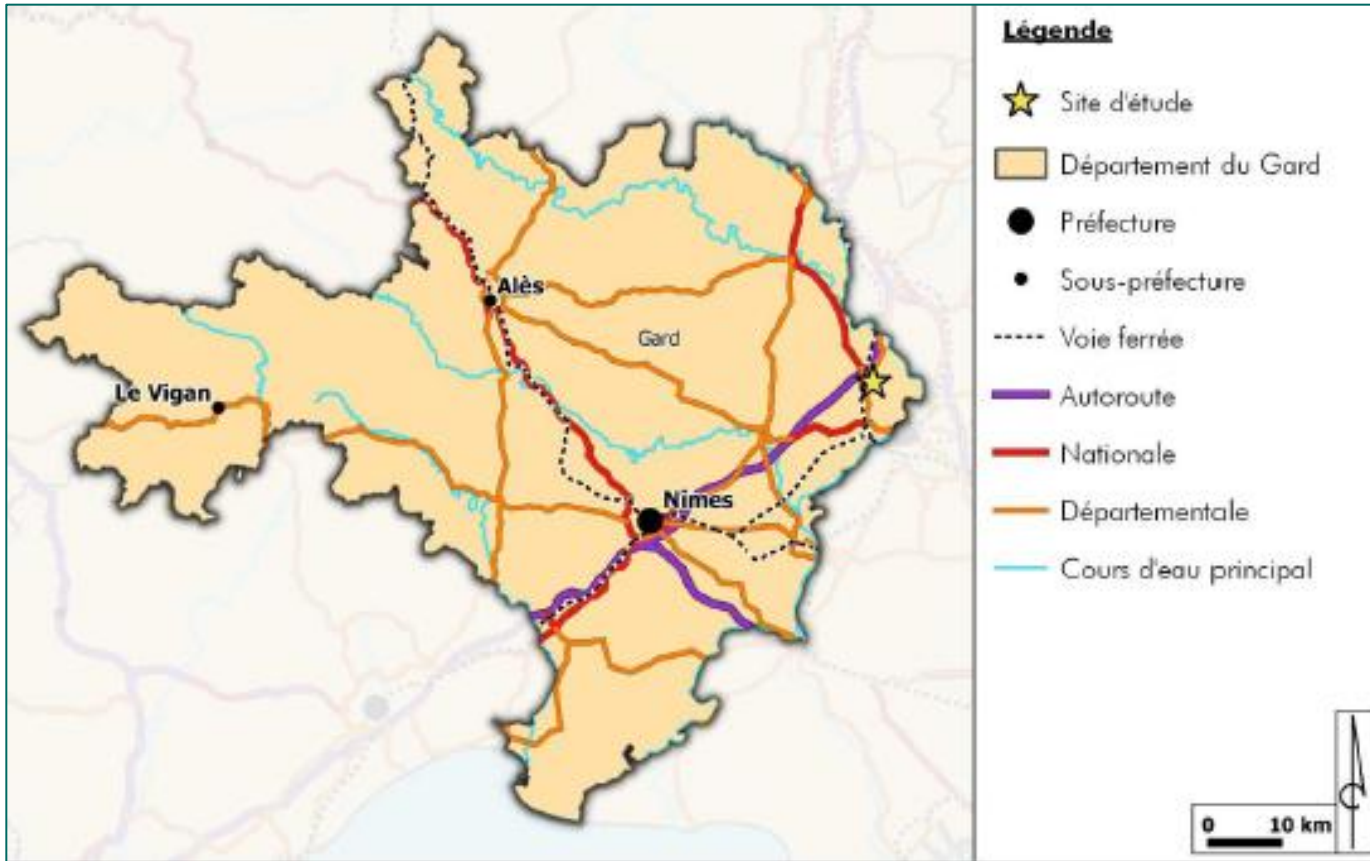 Légende
Site d'étude
Département du Gard
Préfecture
Sous-préfecture
Voie ferrée
Autoroute
Nationale
Départementale
Cours d'eau principal
Alès
Gard
Le Vigan
Nîmes
0 10 km